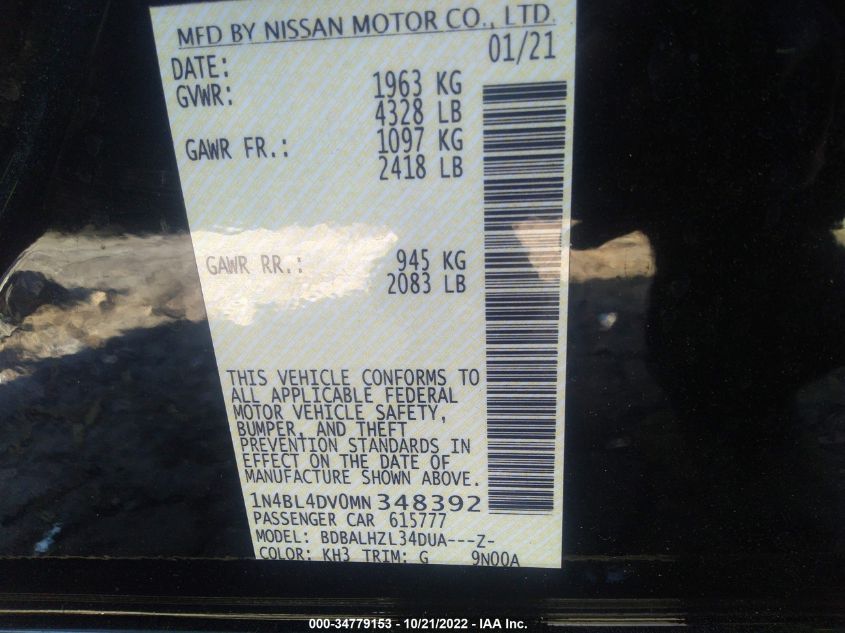 MFD BY NISSAN MOTOR CO., LTD.
DATE: 01/21
GVWR: 1963 KG
4328 LB
GAWR FR.: 1097 KG
2418 LB
GAWR RR.: 945 KG
2083 LB
THIS VEHICLE CONFORMS TO
ALL APPLICABLE FEDERAL
MOTOR VEHICLE SAFETY,
BUMPER, AND THEFT
PREVENTION STANDARDS IN
EFFECT ON THE DATE OF
MANUFACTURE SHOWN ABOVE.
1N4BL4DV0MN348392
PASSENGER CAR 615777
MODEL: BDBALHZL34DUA---Z-
COLOR: KH3 TRIM: G 9N00A
000-34779153 - 10/21/2022 - IAA Inc.